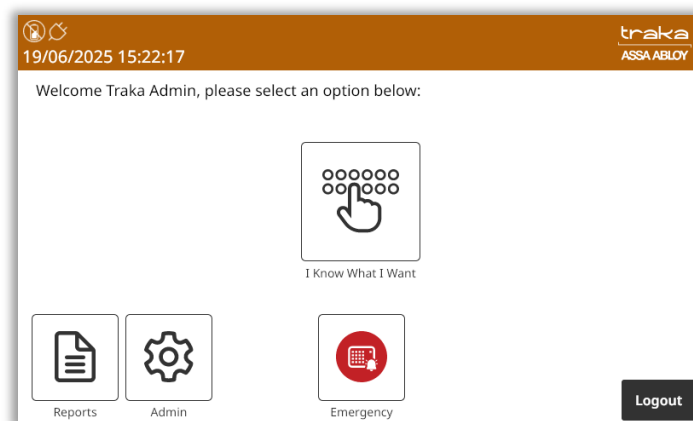 19/06/2025 15:22:17
traka
ASSA ABLOY
Welcome Traka Admin, please select an option below:
I Know What I Want
Reports
Admin
Emergency
Logout